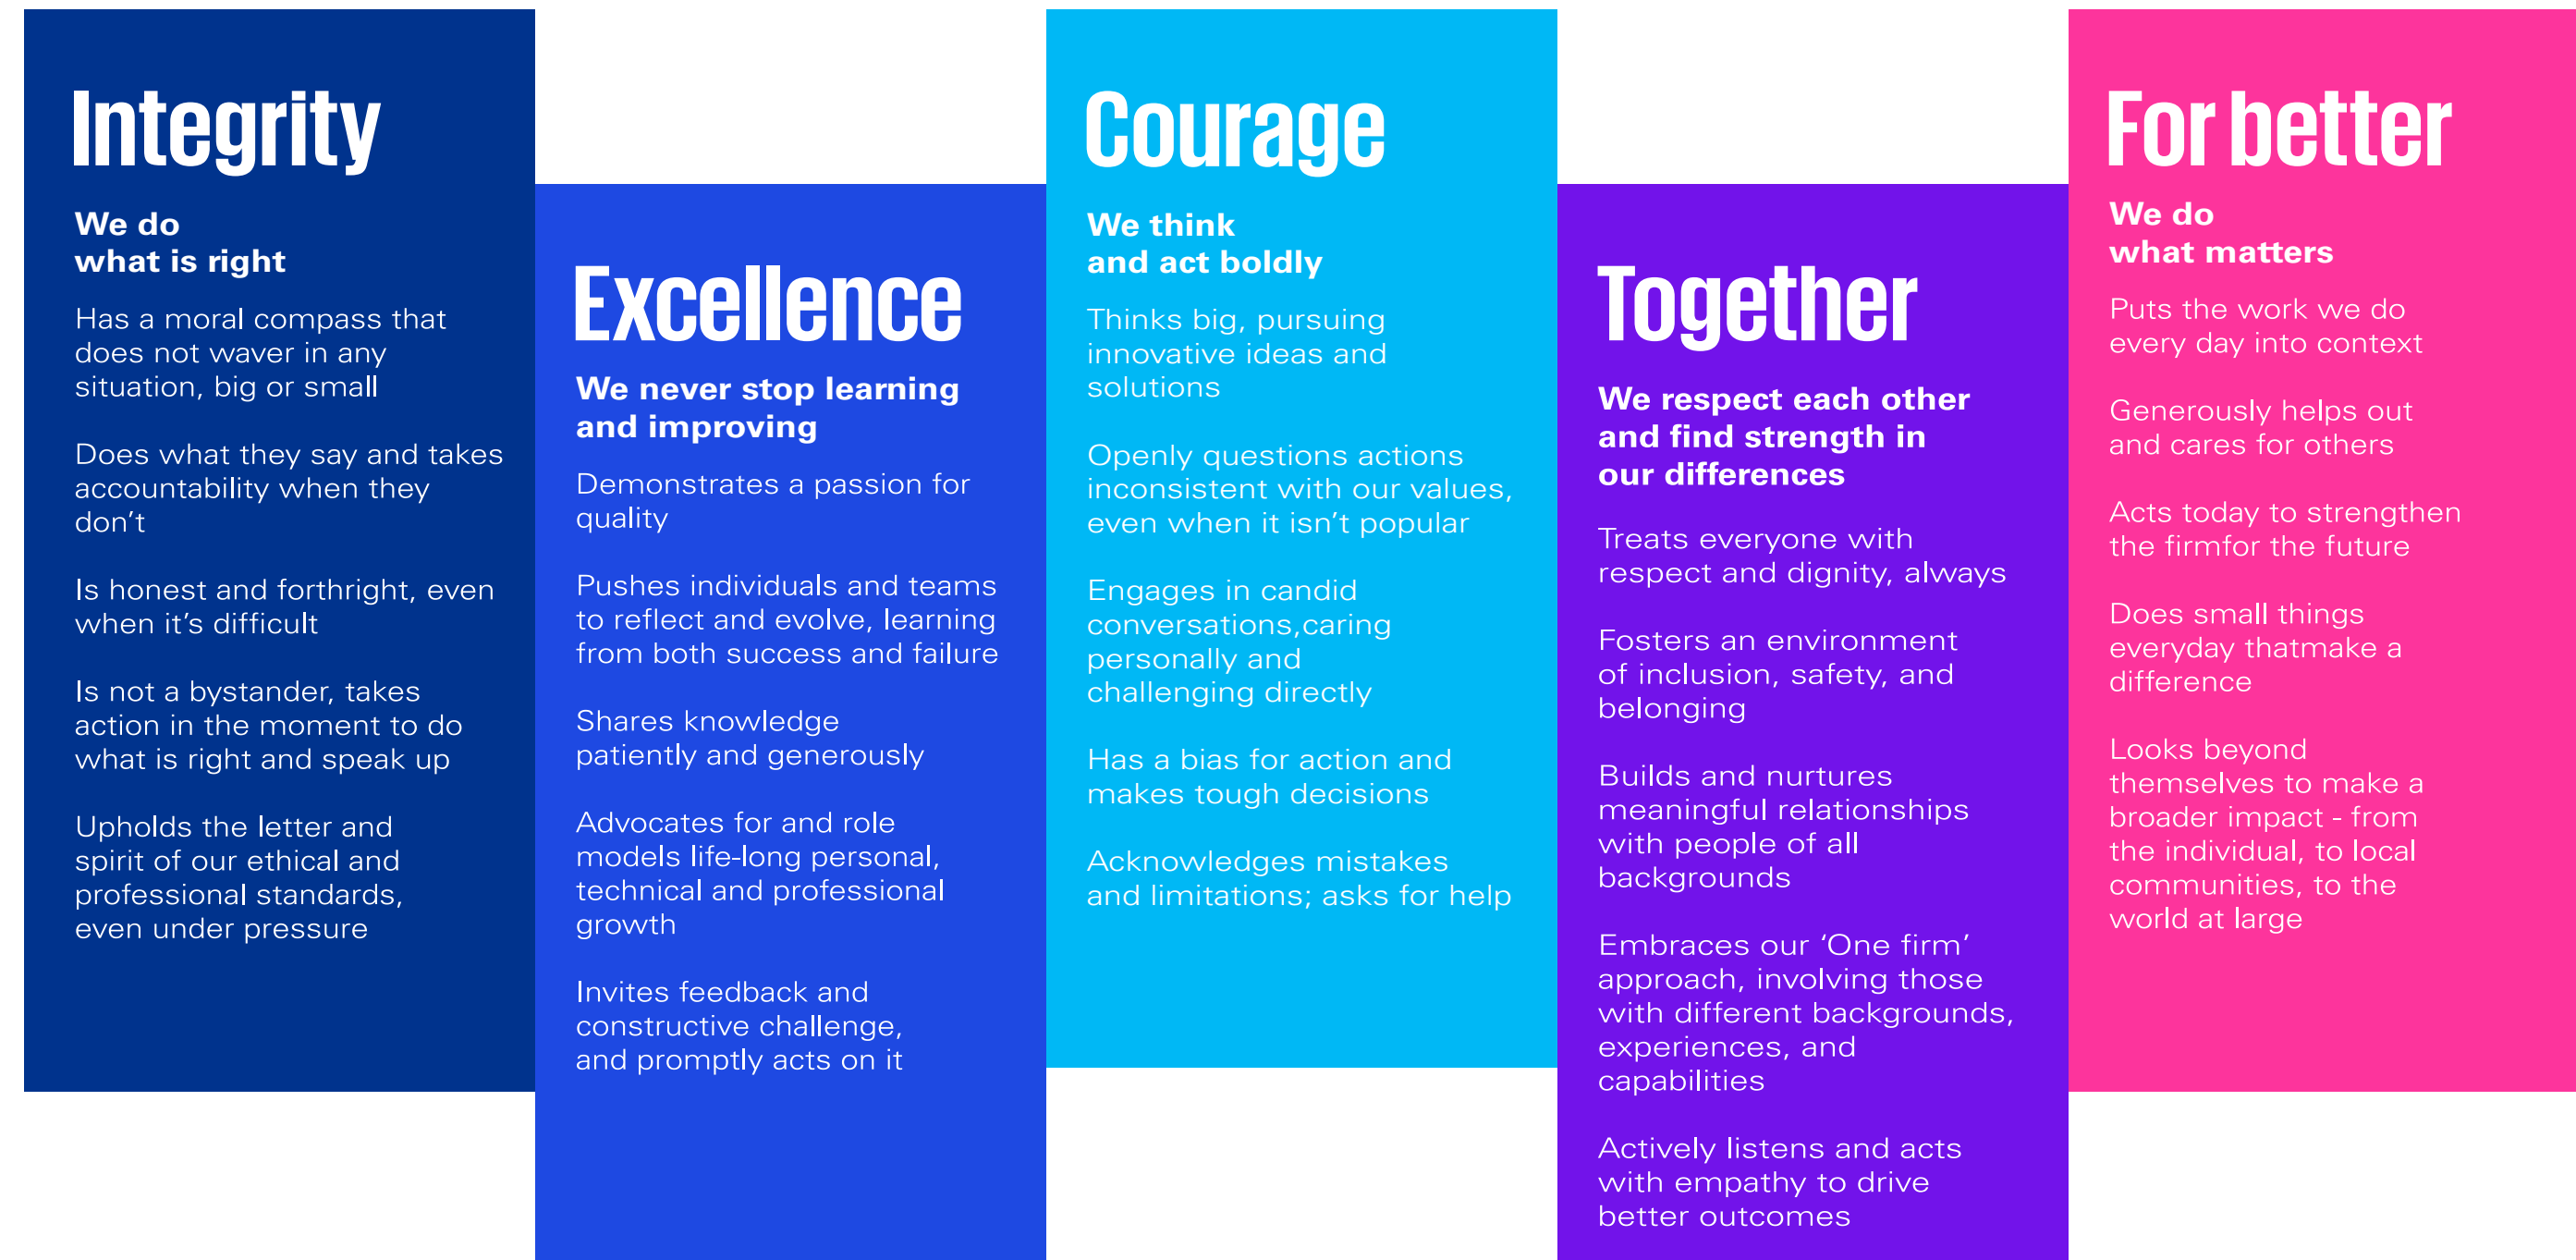 Integrity
We do
what is right
Has a moral compass that
does not waver in any
situation, big or small
Does what they say and takes
accountability when they
don’t
Is honest and forthright, even
when it’s difficult
Is not a bystander, takes
action in the moment to do
what is right and speak up
Upholds the letter and
spirit of our ethical and
professional standards,
even under pressure
Excellence
We never stop learning
and improving
Demonstrates a passion for
quality
Pushes individuals and teams
to reflect and evolve, learning
from both success and failure
Shares knowledge
patiently and generously
Advocates for and role
models life-long personal,
technical and professional
growth
Invites feedback and
constructive challenge,
and promptly acts on it
Courage
We think
and act boldly
Thinks big, pursuing
innovative ideas and
solutions
Openly questions actions
inconsistent with our values,
even when it isn’t popular
Engages in candid
conversations,caring
personally and
challenging directly
Has a bias for action and
makes tough decisions
Acknowledges mistakes
and limitations; asks for help
Together
We respect each other
and find strength in
our differences
Treats everyone with
respect and dignity, always
Fosters an environment
of inclusion, safety, and
belonging
Builds and nurtures
meaningful relationships
with people of all
backgrounds
Embraces our ‘One firm’
approach, involving those
with different backgrounds,
experiences, and
capabilities
Actively listens and acts
with empathy to drive
better outcomes
For better
We do
what matters
Puts the work we do
every day into context
Generously helps out
and cares for others
Acts today to strengthen
the firmfor the future
Does small things
everyday thatmake a
difference
Looks beyond
themselves to make a
broader impact - from
the individual, to local
communities, to the
world at large